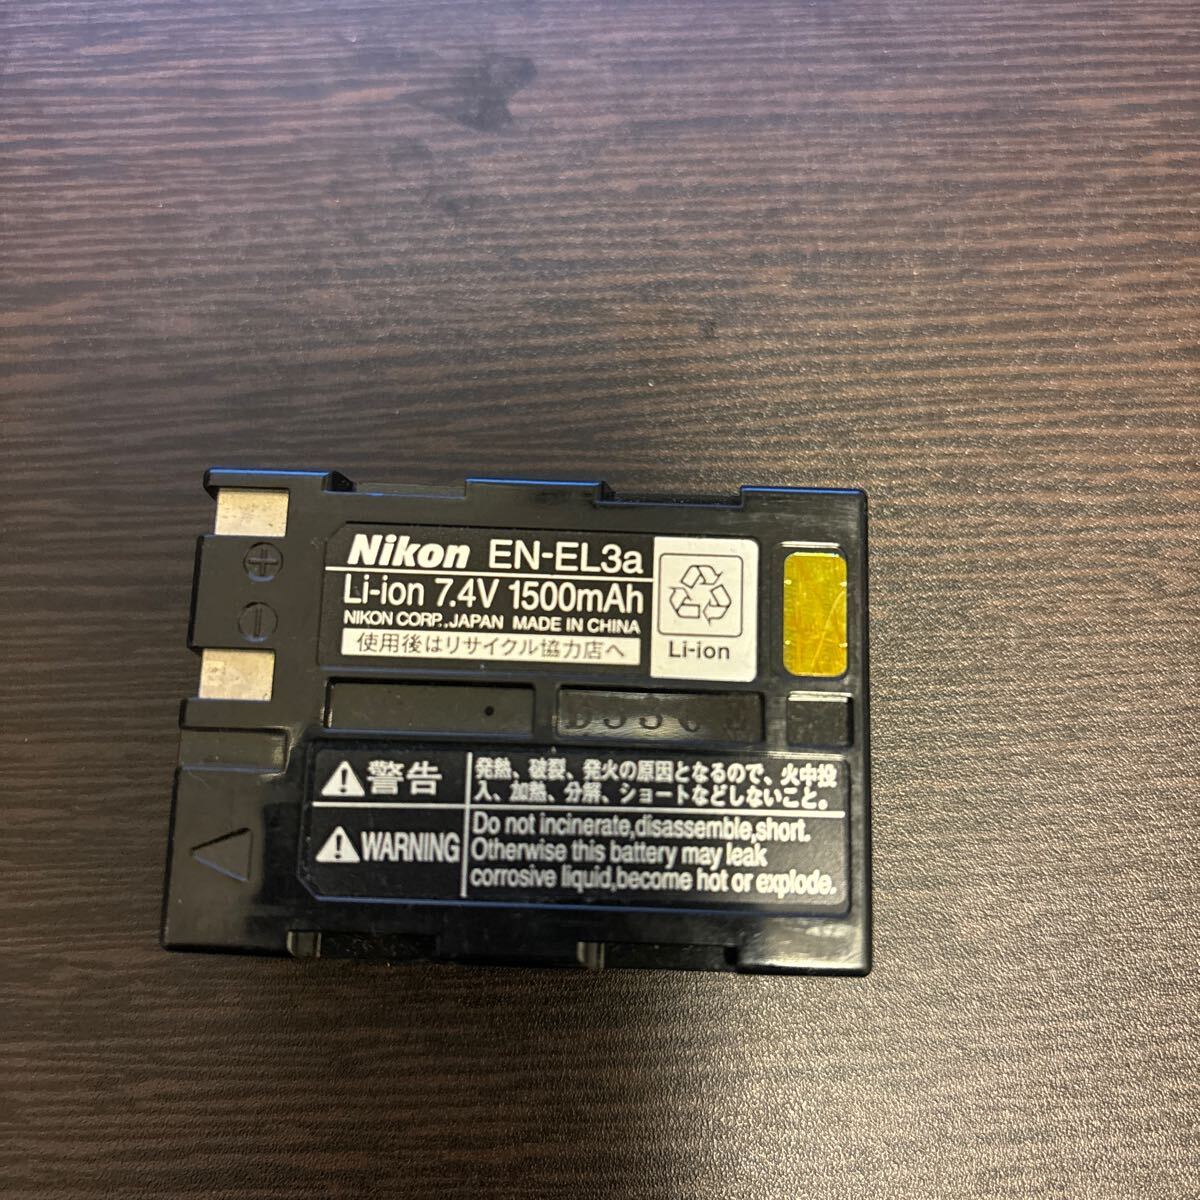 Nikon EN-EL3a
Li-ion 7.4V 1500mAh
NIKON CORP.,JAPAN MADE IN CHINA
使用後はリサイクル協力店へ
Li-ion
警告
発熱、破裂、発火の原因となるので、火中投
入、加熱、分解、ショートなどしないこと。
WARNING
Do not incinerate,disassemble,short.
Otherwise this battery may leak
corrosive liquid,become hot or explode.